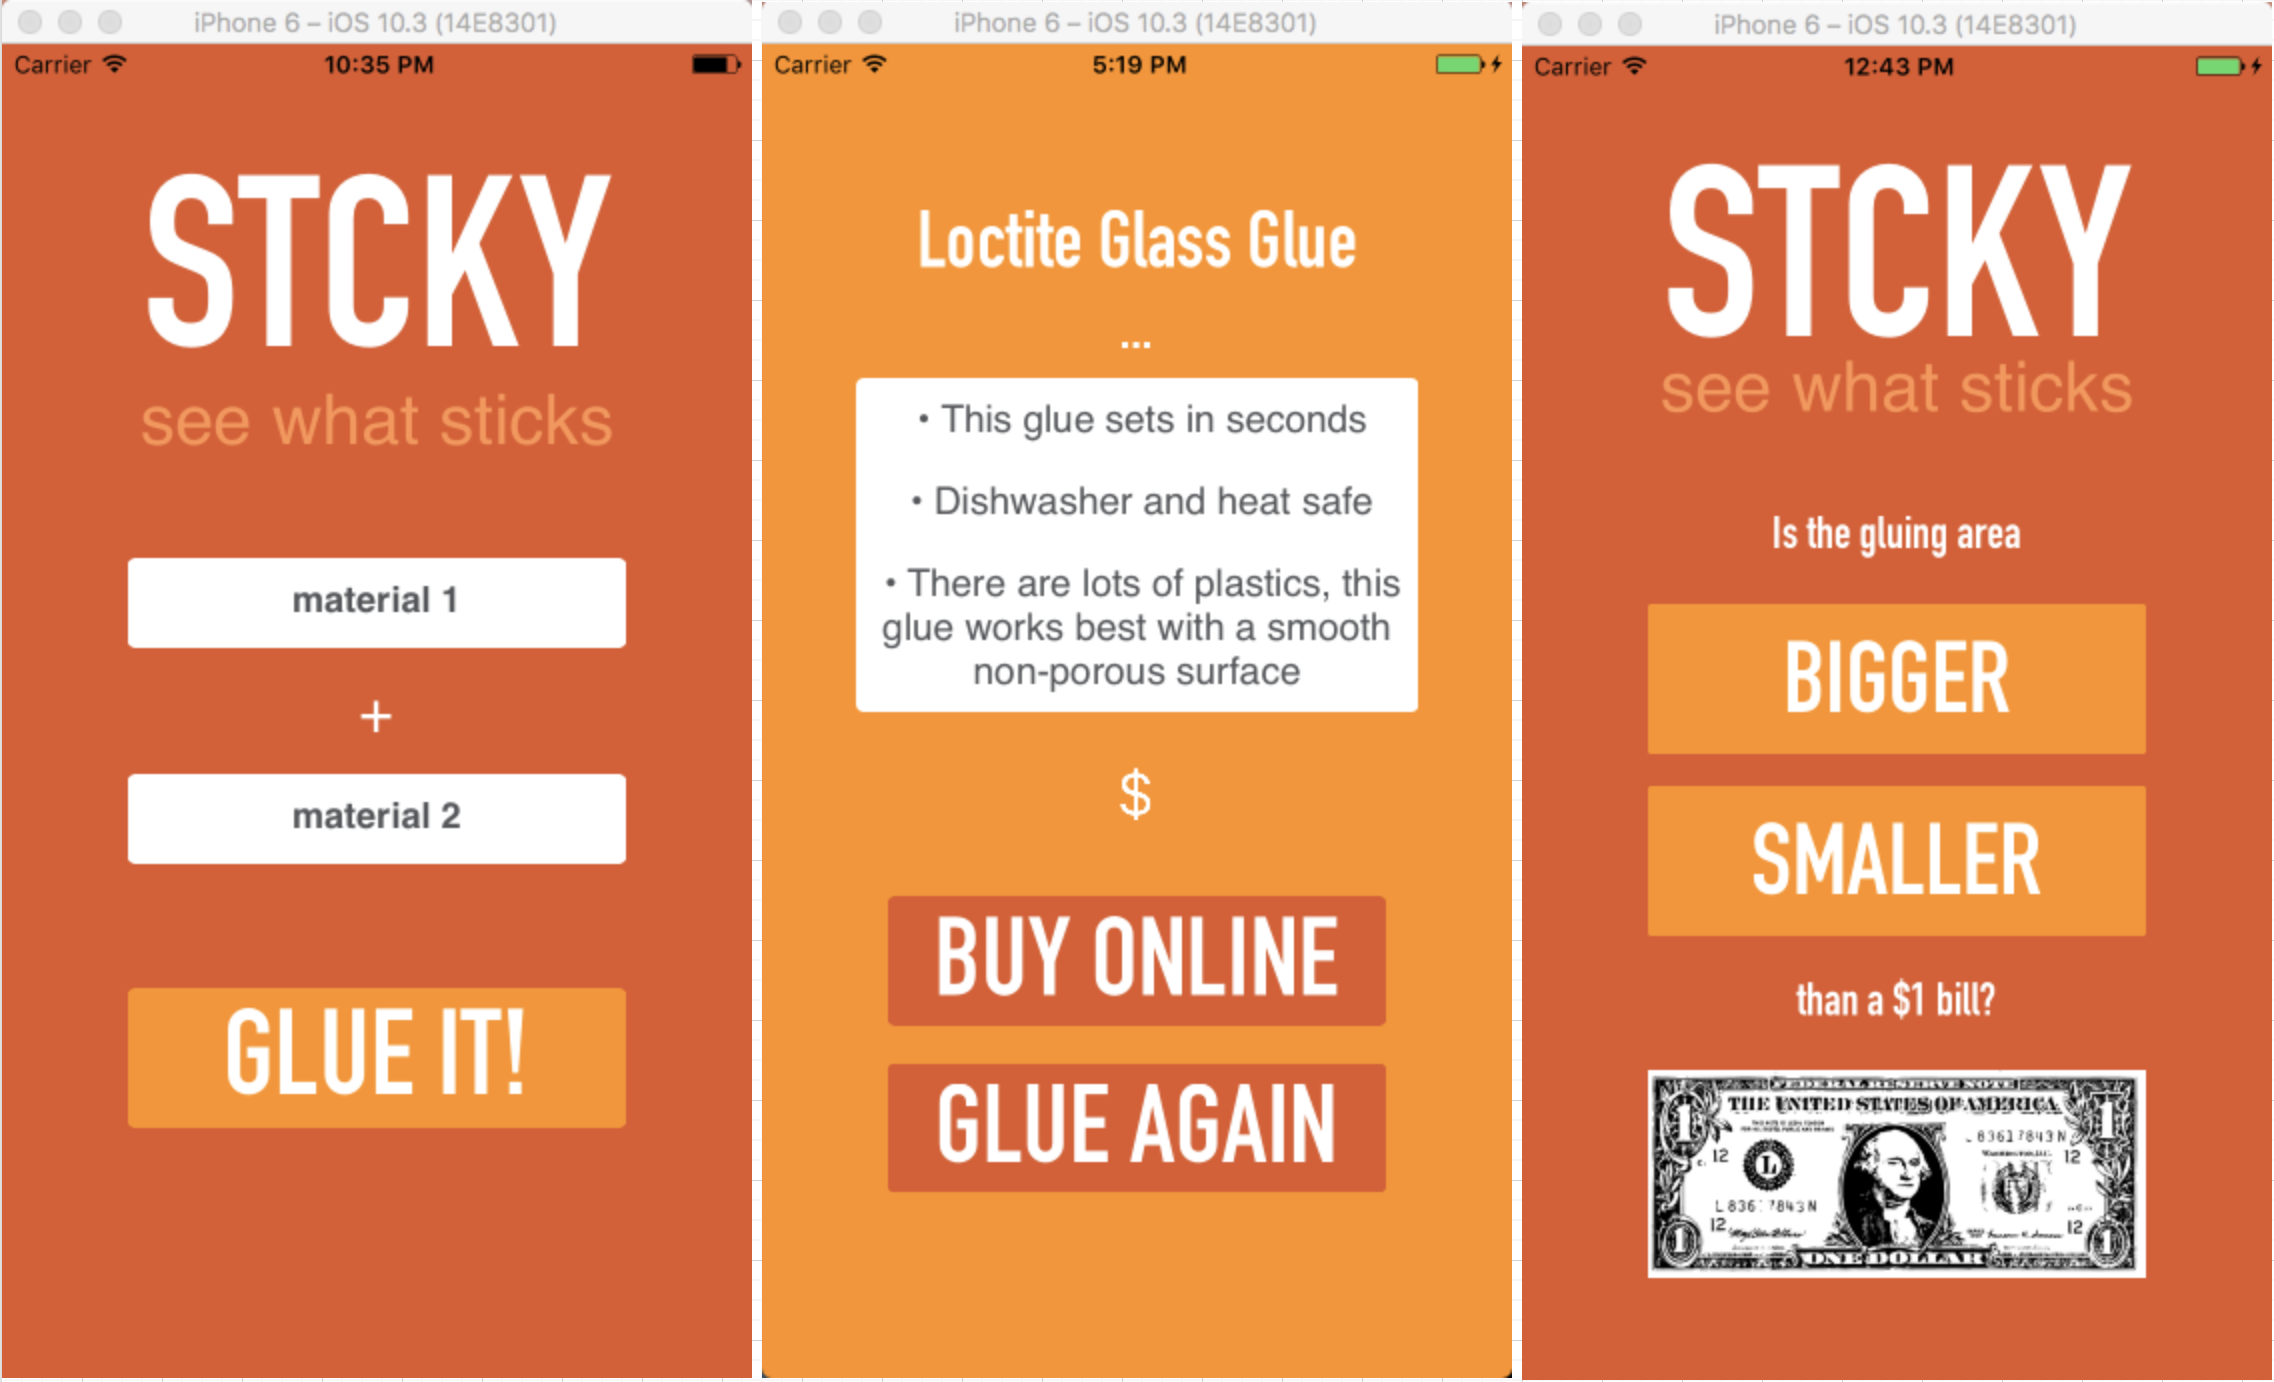 iPhone 6 – iOS 10.3 (14E8301)
Carrier
10:35 PM
STCKY
see what sticks
material 1
+
material 2
GLUE IT!
iPhone 6 – iOS 10.3 (14E8301)
Carrier
5:19 PM
Loctite Glass Glue
...
• This glue sets in seconds
• Dishwasher and heat safe
• There are lots of plastics, this
glue works best with a smooth
non-porous surface
$
BUY ONLINE
GLUE AGAIN
iPhone 6 – iOS 10.3 (14E8301)
Carrier
12:43 PM
STCKY
see what sticks
Is the gluing area
BIGGER
SMALLER
than a $1 bill?
FEDERAL RESERVE NOTE
THE UNITED STATES OF AMERICA
1
1
12
12
L
12
12
1
1
ONE DOLLAR